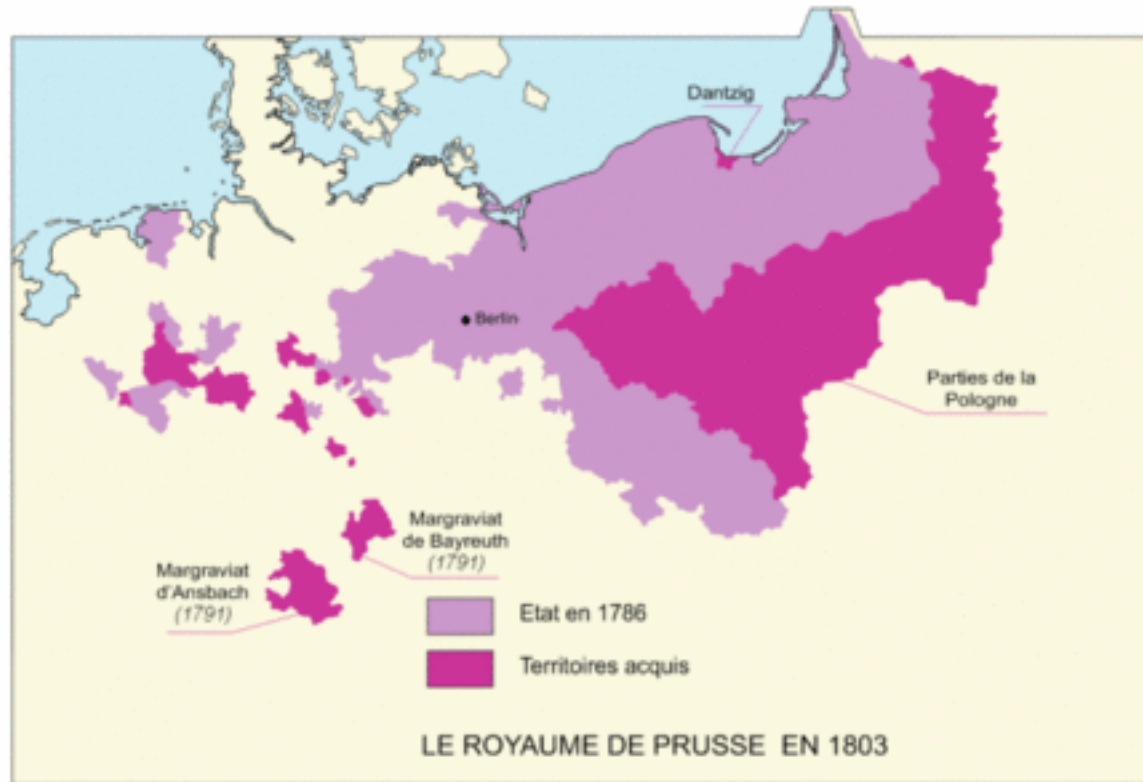 Dantzig
Berlin
Parties de la
Pologne
Margraviat
de Bayreuth
(1791)
Margraviat
d'Ansbach
(1791)
Etat en 1786
Territoires acquis
LE ROYAUME DE PRUSSE EN 1803